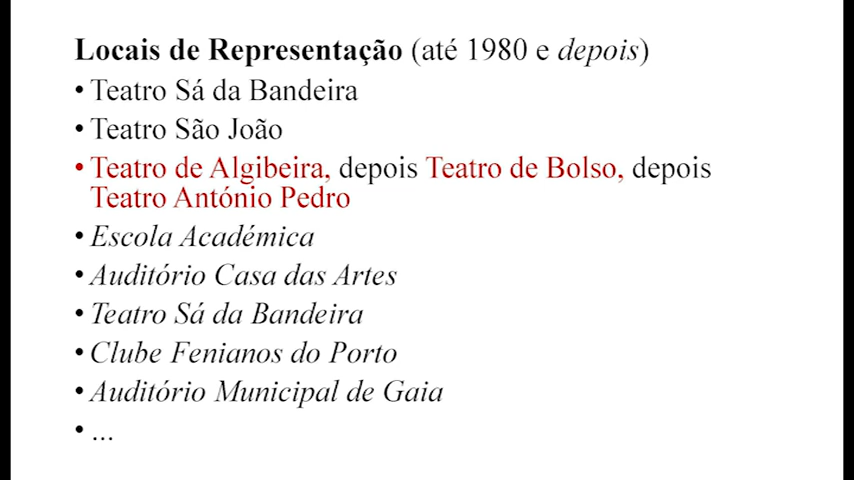 Locais de Representação (até 1980 e depois)
• Teatro Sá da Bandeira
• Teatro São João
• Teatro de Algibeira, depois Teatro de Bolso, depois
Teatro António Pedro
• Escola Académica
• Auditório Casa das Artes
• Teatro Sá da Bandeira
• Clube Fenianos do Porto
• Auditório Municipal de Gaia
• ...